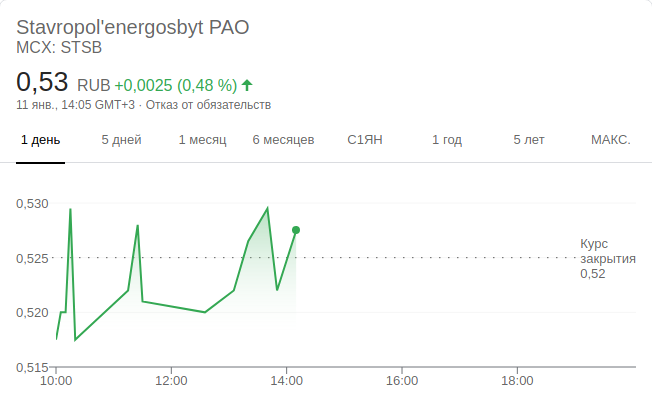 Stavropol'energosbyt PAO
MCX: STSB
0,53 RUB +0,0025 (0,48 %)
11 янв., 14:05 GMT+3 · Отказ от обязательств
1 день 5 дней 1 месяц 6 месяцев С1ЯН 1 год 5 лет МАКС.
0,530
0,525
0,520
0,515
Курс
закрытия
0,52
10:00 12:00 14:00 16:00 18:00